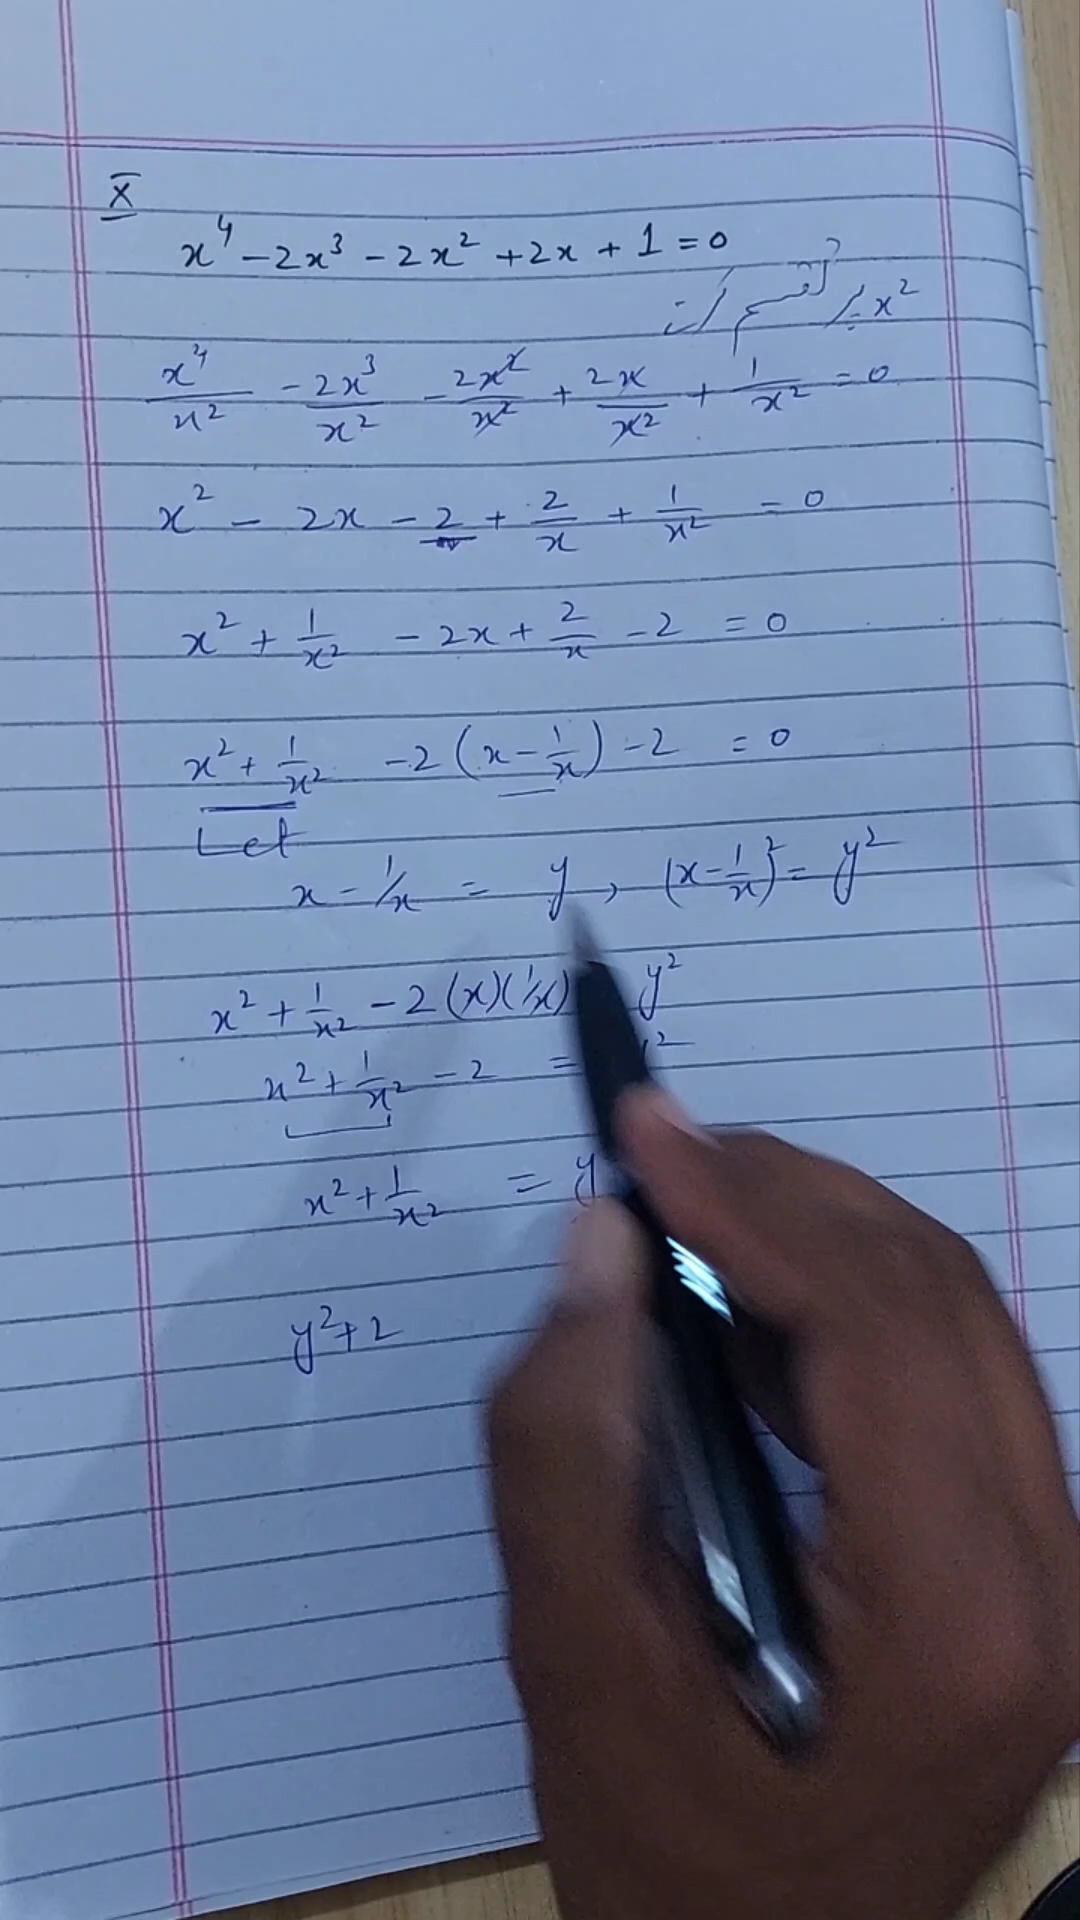 X
x⁴ - 2x³ - 2x² + 2x + 1 = 0
x²
x⁴/x² - 2x³/x² - 2x²/x² + 2x/x² + 1/x² = 0
x² - 2x - 2 + 2/x + 1/x² = 0
x² + 1/x² - 2x + 2/x - 2 = 0
x² + 1/x² - 2(x - 1/x) - 2 = 0
Let
x - 1/x = y, (x - 1/x)² = y²
x² + 1/x² - 2(x)(1/x) y²
x² + 1/x² - 2 =
x² + 1/x² = y
y² + 2